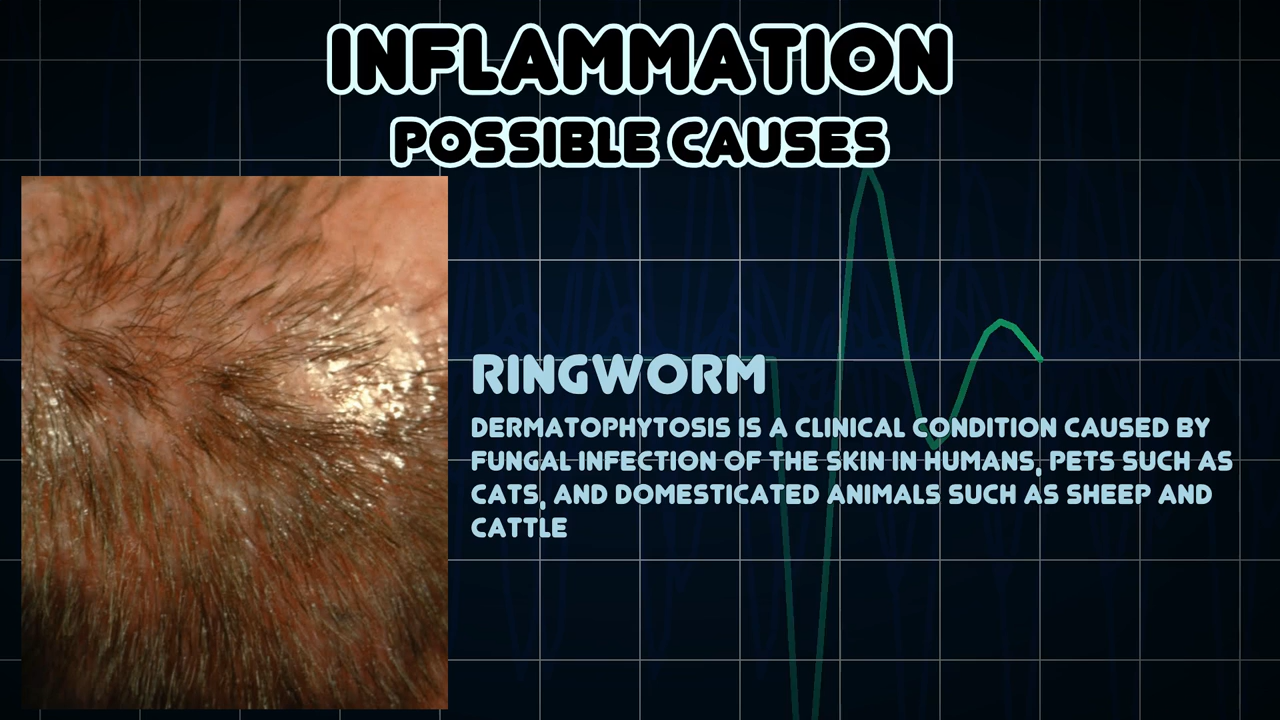 INFLAMMATION
POSSIBLE CAUSES
RINGWORM
DERMATOPHYTOSIS IS A CLINICAL CONDITION CAUSED BY
FUNGAL INFECTION OF THE SKIN IN HUMANS, PETS SUCH AS
CATS, AND DOMESTICATED ANIMALS SUCH AS SHEEP AND
CATTLE